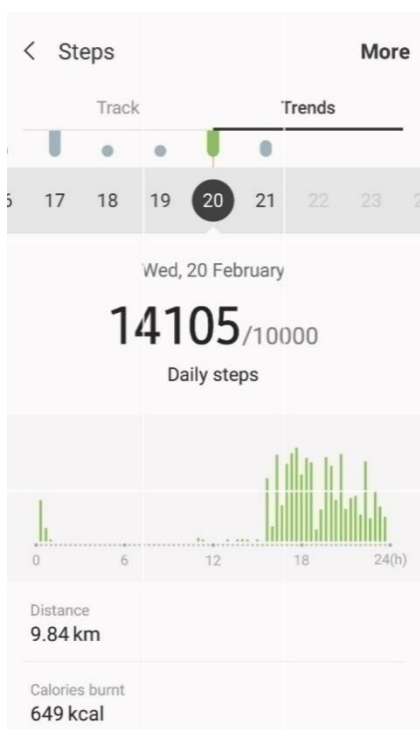 Steps More
Track Trends
17 18 19 20 21 22 23
Wed, 20 February
14105/10000
Daily steps
0 6 12 18 24(h)
Distance
9.84 km
Calories burnt
649 kcal